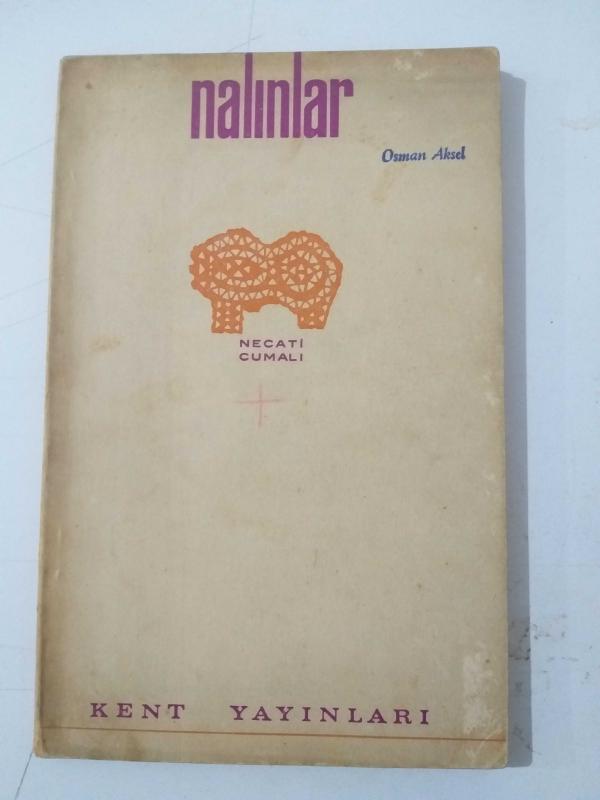 nalınlar
Osman Aksel
NECATİ
CUMALI
KENT YAYINLARI